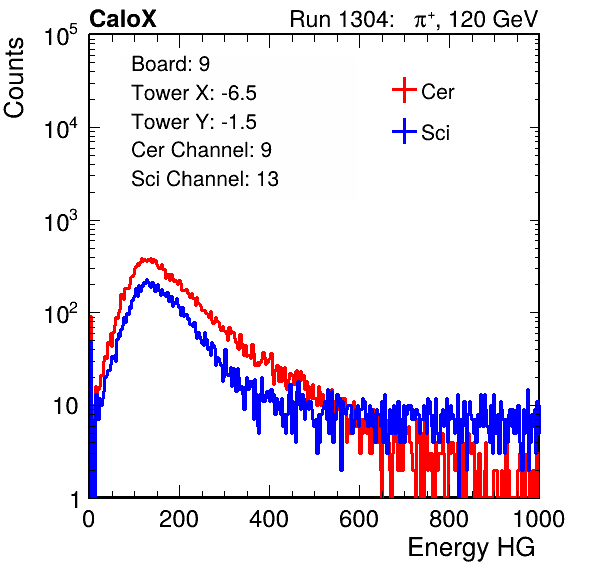 CaloX Run 1304: π⁺, 120 GeV
Counts
10⁵
10⁴
10³
10²
10
1
Board: 9
Tower X: -6.5
Tower Y: -1.5
Cer Channel: 9
Sci Channel: 13
Cer
Sci
0 200 400 600 800 1000
Energy HG